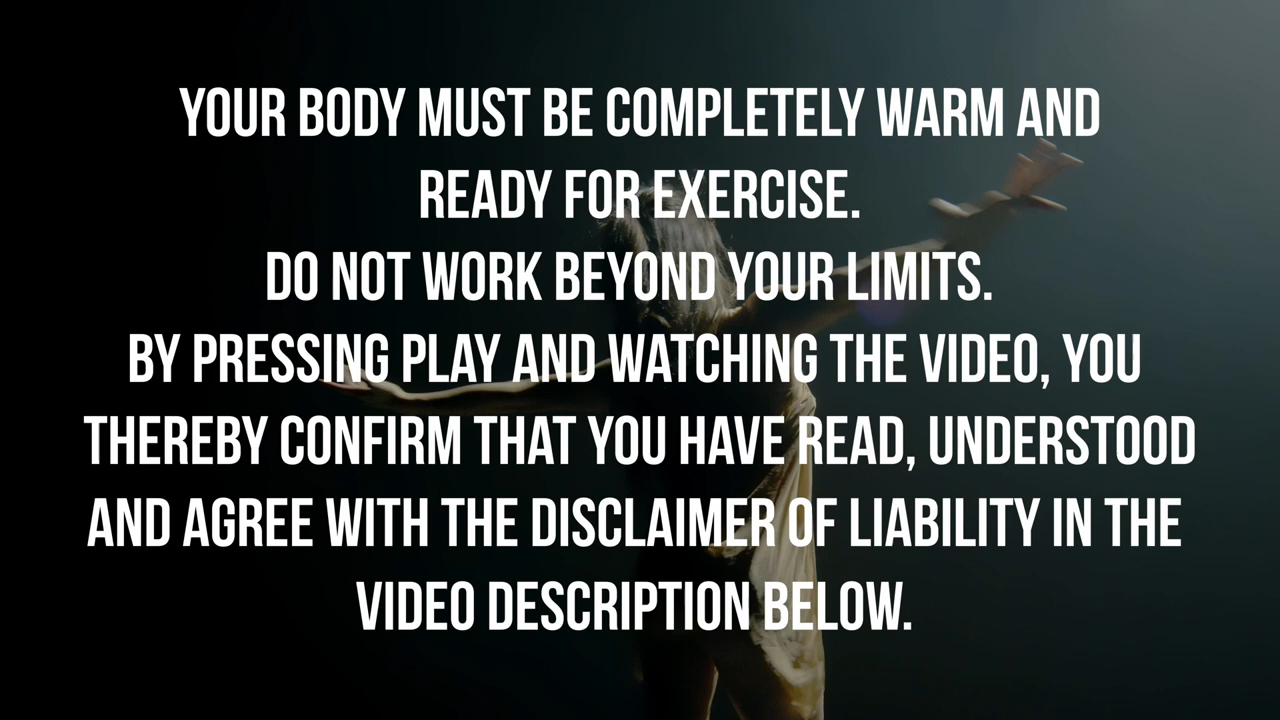 YOUR BODY MUST BE COMPLETELY WARM AND
READY FOR EXERCISE.
DO NOT WORK BEYOND YOUR LIMITS.
BY PRESSING PLAY AND WATCHING THE VIDEO, YOU
THEREBY CONFIRM THAT YOU HAVE READ, UNDERSTOOD
AND AGREE WITH THE DISCLAIMER OF LIABILITY IN THE
VIDEO DESCRIPTION BELOW.